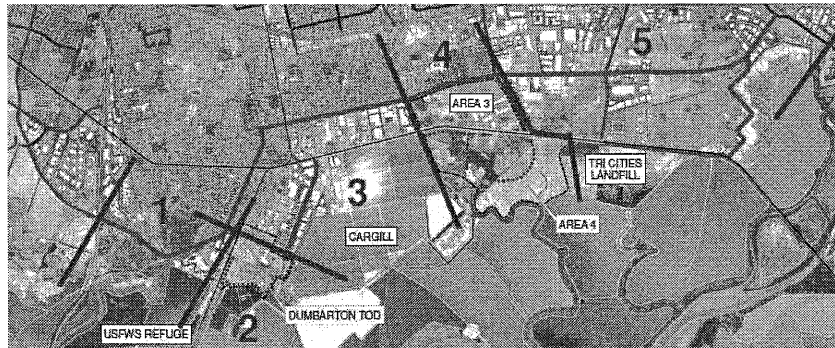 4
5
AREA 3
TRI CITIES
LANDFILL
3
1
AREA 4
CARGILL
DUMBARTON TOD
2
USFWS REFUGE